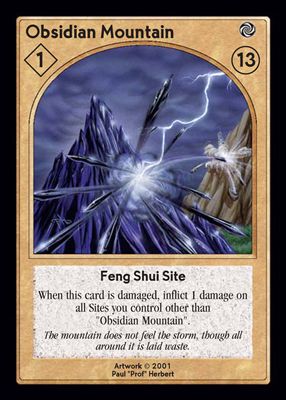 Obsidian Mountain
1
13
Feng Shui Site
When this card is damaged, inflict 1 damage on
all Sites you control other than
"Obsidian Mountain".
The mountain does not feel the storm, though all
around it is laid waste.
Artwork © 2001
Paul "Prof" Herbert